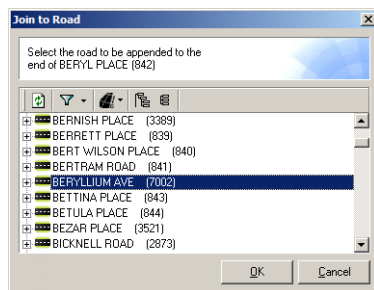 Join to Road
Select the road to be appended to the
end of BERYL PLACE (842)
BERNISH PLACE (3389)
BERRETT PLACE (839)
BERT WILSON PLACE (840)
BERTRAM ROAD (841)
BERYLLIUM AVE (7002)
BETTINA PLACE (843)
BETULA PLACE (844)
BEZAR PLACE (3521)
BICKNELL ROAD (2873)
OK Cancel